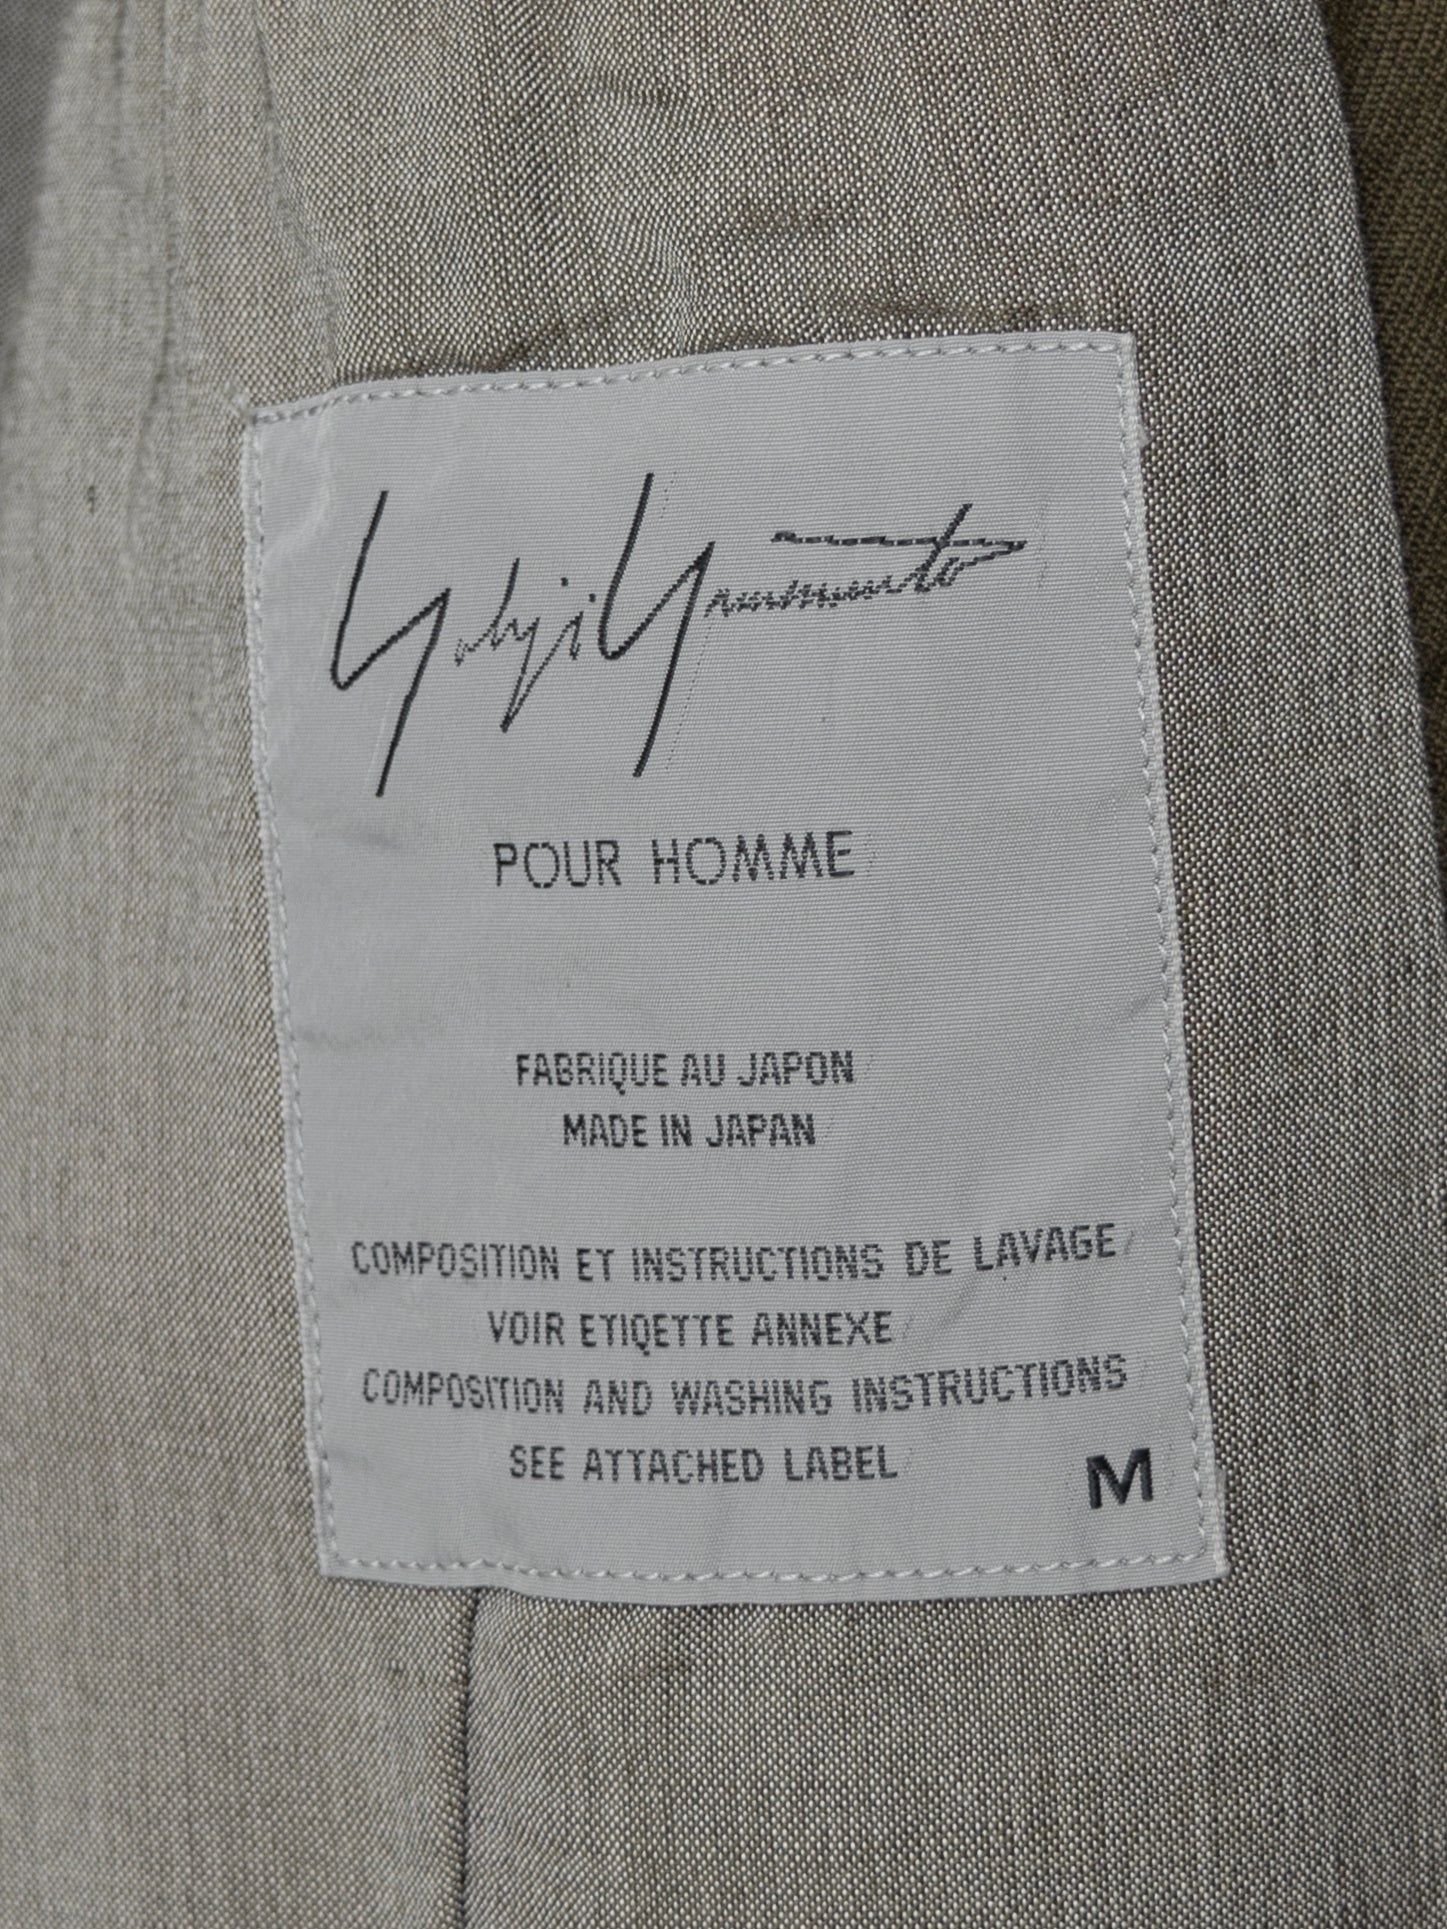 Yohji Yamamoto
POUR HOMME
FABRIQUE AU JAPON
MADE IN JAPAN
COMPOSITION ET INSTRUCTIONS DE LAVAGE
VOIR ETIQETTE ANNEXE
COMPOSITION AND WASHING INSTRUCTIONS
SEE ATTACHED LABEL
M